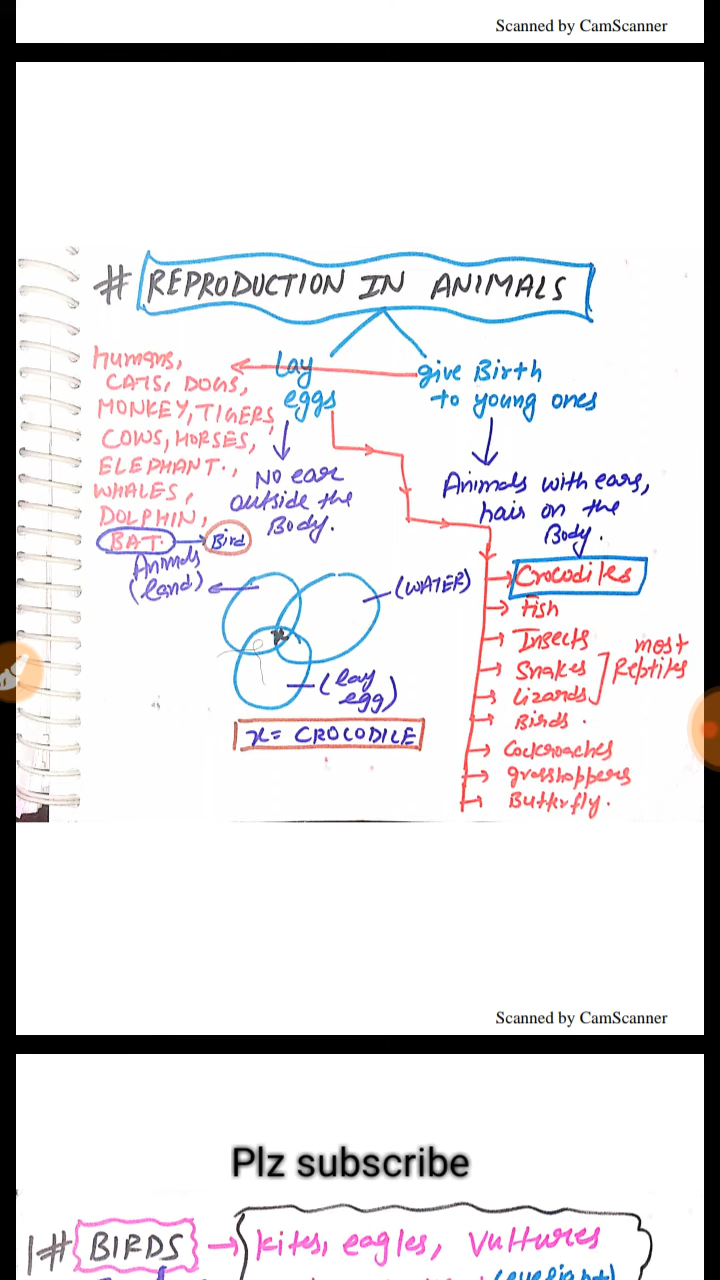 Scanned by CamScanner
# REPRODUCTION IN ANIMALS
Lay eggs
give Birth
to young ones
humans,
CATS, DOGS,
MONKEY, TIGERS,
COWS, HORSES,
ELEPHANT.,
WHALES,
DOLPHIN,
BAT. → Bird
NO ear
outside the
Body.
Animals with ears,
hair on the
Body.
Animals
(land)
(WATER)
(lay
egg)
x
x = CROCODILE
→ Crocodiles
→ Fish
→ Insects
→ Snakes
→ Lizards
most
Reptiles
→ Birds.
→ Cockroaches
→ grasshoppers
→ Butterfly.
Scanned by CamScanner
Plz subscribe
1# BIRDS → kites, eagles, Vultures